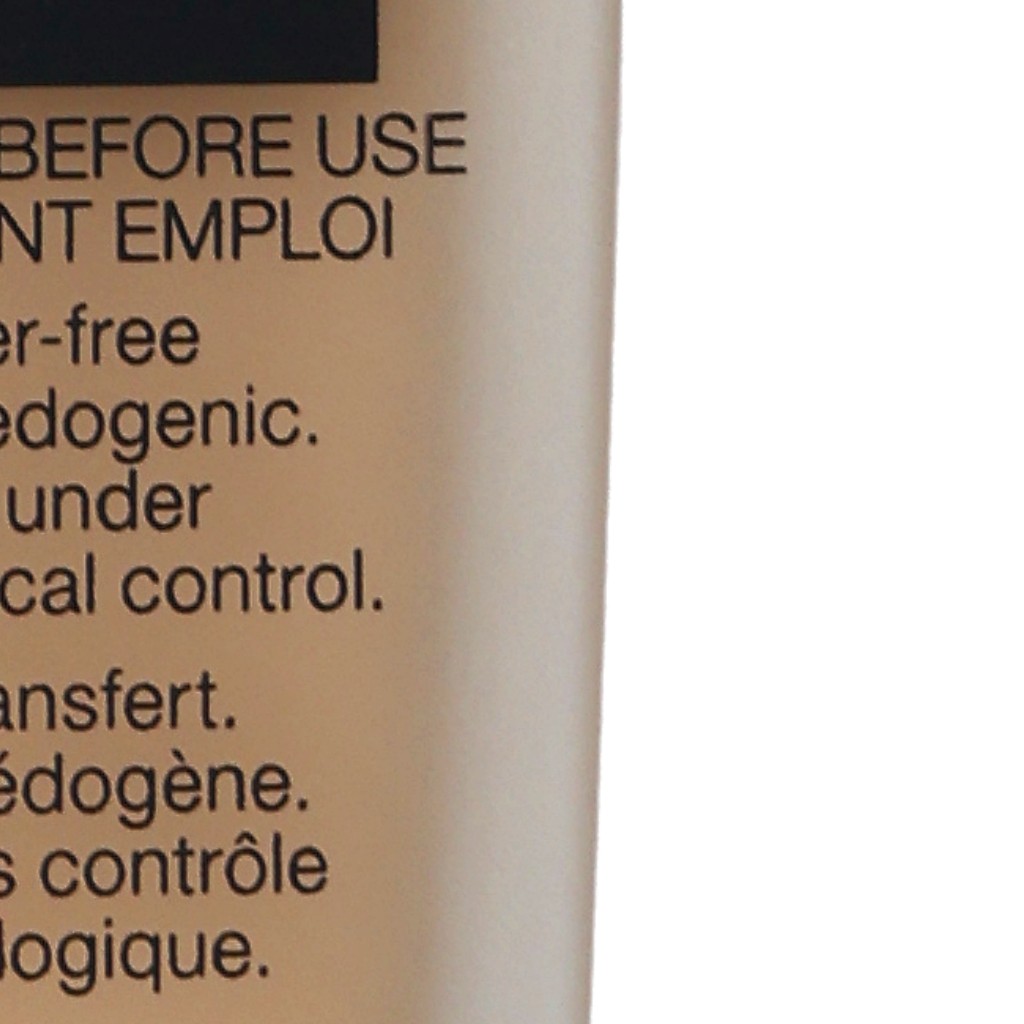 BEFORE USE
NT EMPLOI
er-free
edogenic.
under
cal control.
ansfert.
édogène.
s contrôle
logique.